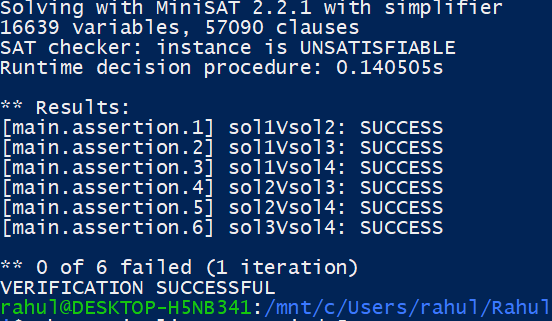 Solving with MiniSAT 2.2.1 with simplifier
16639 variables, 57090 clauses
SAT checker: instance is UNSATISFIABLE
Runtime decision procedure: 0.140505s
** Results:
[main.assertion.1] sol1Vsol2: SUCCESS
[main.assertion.2] sol1Vsol3: SUCCESS
[main.assertion.3] sol1Vsol4: SUCCESS
[main.assertion.4] sol2Vsol3: SUCCESS
[main.assertion.5] sol2Vsol4: SUCCESS
[main.assertion.6] sol3Vsol4: SUCCESS
** 0 of 6 failed (1 iteration)
VERIFICATION SUCCESSFUL
rahul@DESKTOP-H5NB341:/mnt/c/Users/rahul/Rahul